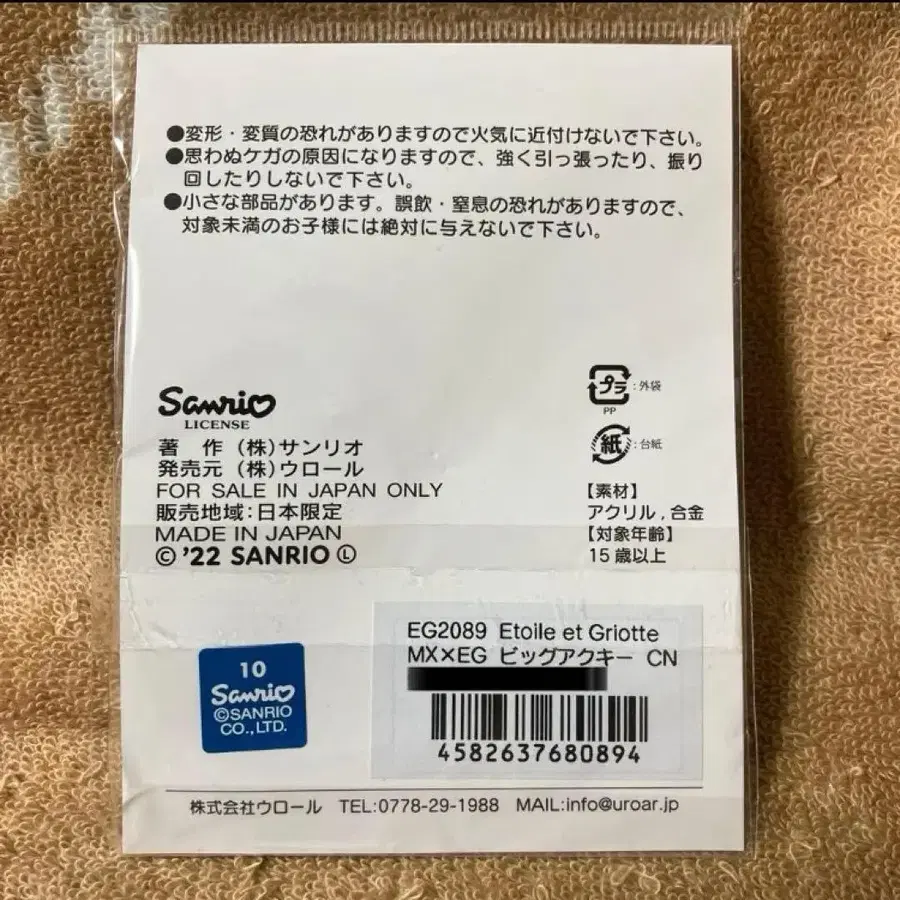 ●変形・変質の恐れがありますので火気に近付けないで下さい。
●思わぬケガの原因になりますので、強く引っ張ったり、振り
回したりしないで下さい。
●小さな部品があります。誤飲・窒息の恐れがありますので、
対象未満のお子様には絶対に与えないで下さい。
プラ:外袋
PP
紙:台紙
Sanrio
LICENSE
著 作 (株)サンリオ
発売元 (株)ウロール
FOR SALE IN JAPAN ONLY
販売地域:日本限定
MADE IN JAPAN
© '22 SANRIO Ⓛ
【素材】
アクリル,合金
【対象年齢】
15歳以上
10
Sanrio
©SANRIO
CO.,LTD.
EG2089 Etoile et Griotte
MX×EG ビッグアクキー CN
4582637680894
株式会社ウロール TEL:0778-29-1988 MAIL:info@uroar.jp